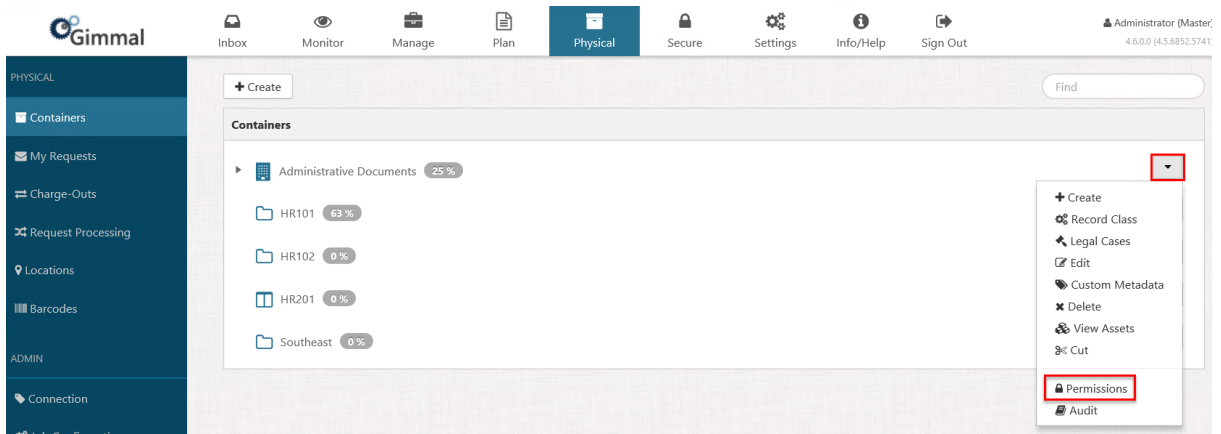 Gimmal
Inbox
Monitor
Manage
Plan
Physical
Secure
Settings
Info/Help
Sign Out
Administrator (Master)
4.6.0.0 (4.5.6852.5741)
PHYSICAL
Containers
My Requests
Charge-Outs
Request Processing
Locations
Barcodes
ADMIN
Connection
Create
Find
Containers
Administrative Documents 25 %
HR101 63 %
HR102 0 %
HR201 0 %
Southeast 0 %
Create
Record Class
Legal Cases
Edit
Custom Metadata
Delete
View Assets
Cut
Permissions
Audit